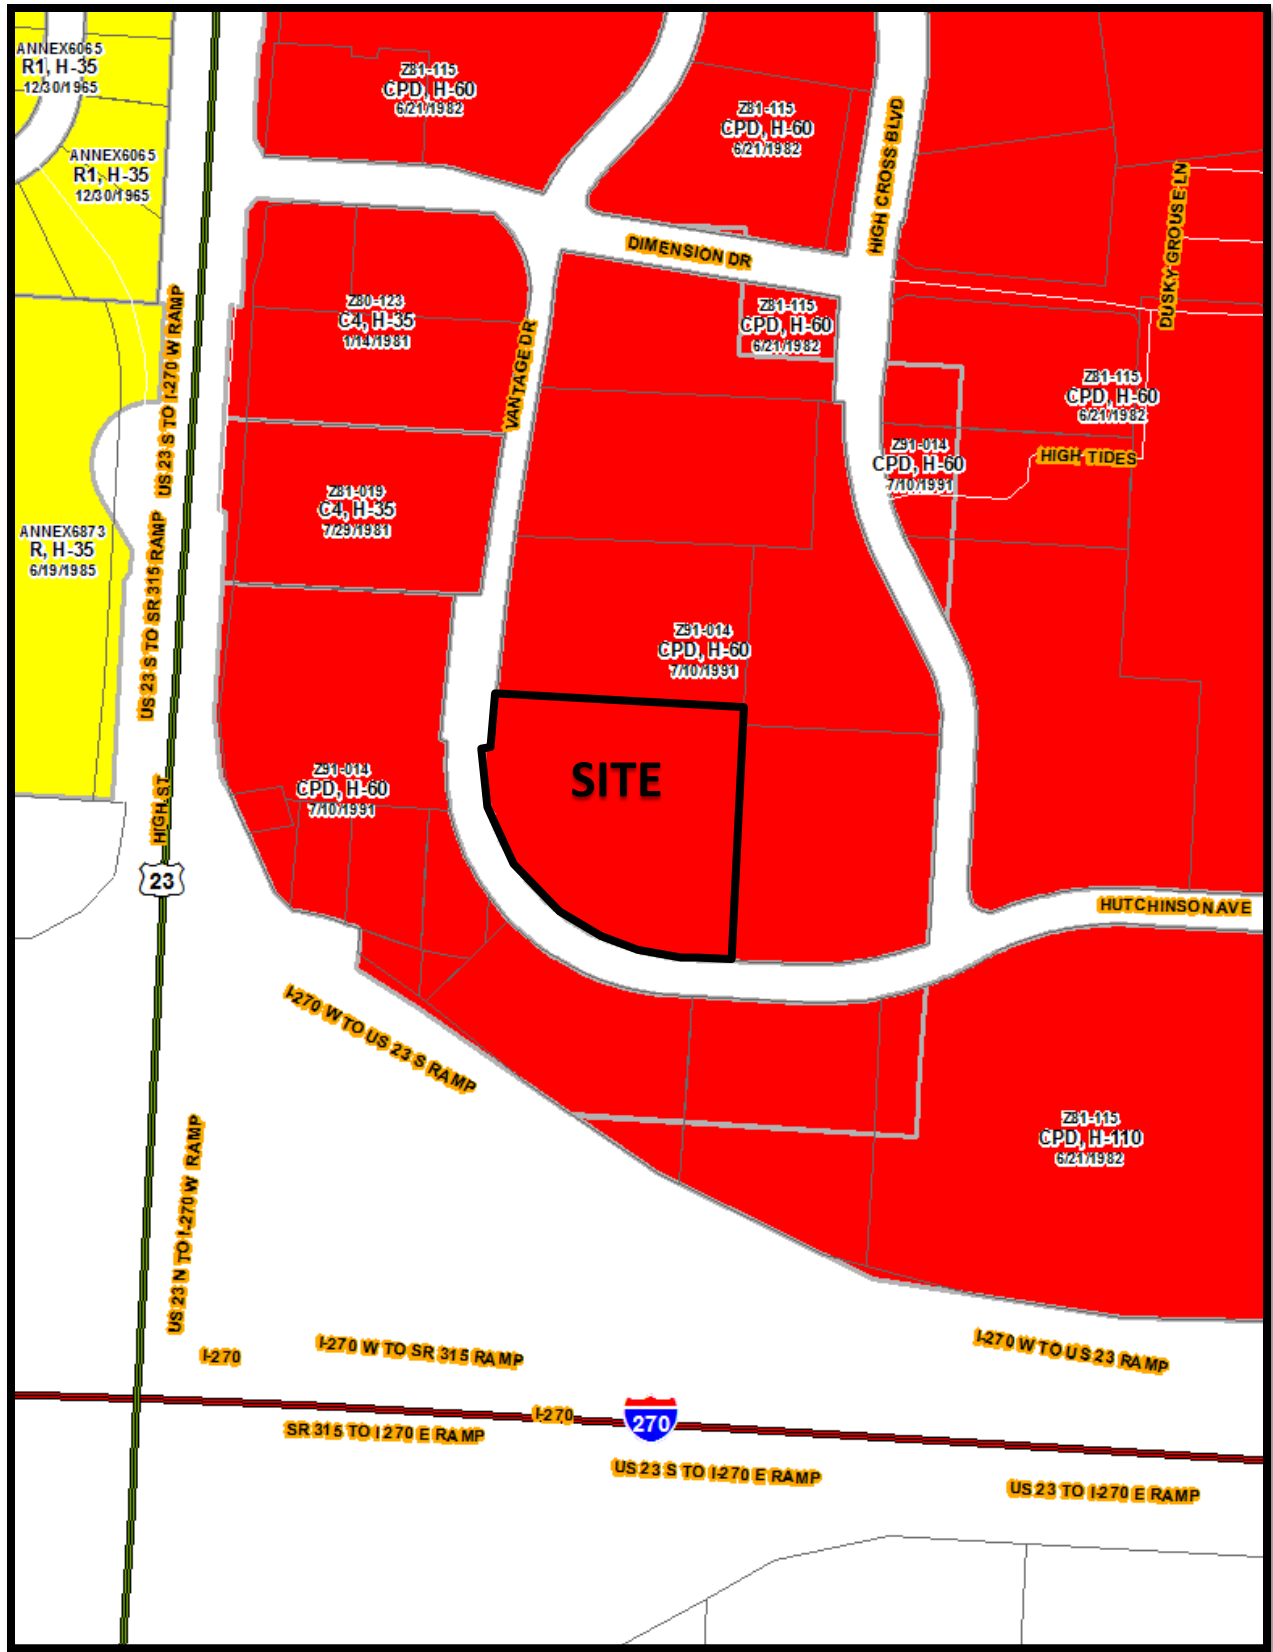 ANNEX6065
R1, H-35
12/30/1965
Z81-115
CPD, H-60
6/21/1982
Z81-115
CPD, H-60
6/21/1982
HIGH CROSS BLVD
ANNEX6065
R1, H-35
12/30/1965
DUSKY GROUSE LN
DIMENSION DR
Z80-123
C4, H-35
1/14/1981
Z81-115
CPD, H-60
6/21/1982
US 23 S TO I-270 W RAMP
VANTAGE DR
Z81-115
CPD, H-60
6/21/1982
Z91-014
CPD, H-60
7/10/1991
HIGH TIDES
Z81-019
C4, H-35
7/29/1981
ANNEX6873
R, H-35
6/19/1985
US 23 S TO SR 315 RAMP
Z91-014
CPD, H-60
7/10/1991
SITE
Z91-014
CPD, H-60
7/10/1991
HIGH ST
23
HUTCHINSON AVE
I-270 W TO US 23 S RAMP
Z81-115
CPD, H-110
6/21/1982
US 23 N TO I-270 W RAMP
I-270
I-270 W TO SR 315 RAMP
I-270 W TO US 23 RAMP
I-270
270
SR 315 TO I 270 E RAMP
US 23 S TO I-270 E RAMP
US 23 TO I-270 E RAMP